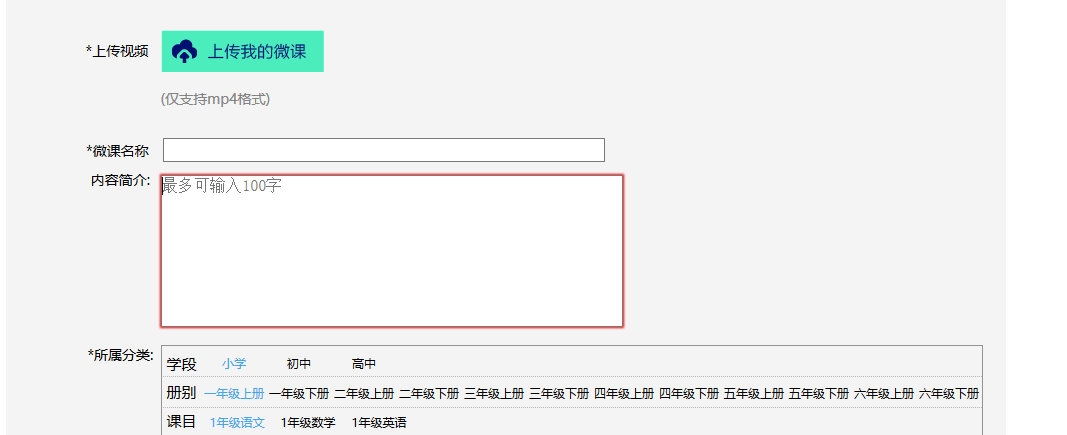 *上传视频 上传我的微课
(仅支持mp4格式)
*微课名称
内容简介:
最多可输入100字
*所属分类:
学段 小学 初中 高中
册别 一年级上册 一年级下册 二年级上册 二年级下册 三年级上册 三年级下册 四年级上册 四年级下册 五年级上册 五年级下册 六年级上册 六年级下册
课目 1年级语文 1年级数学 1年级英语